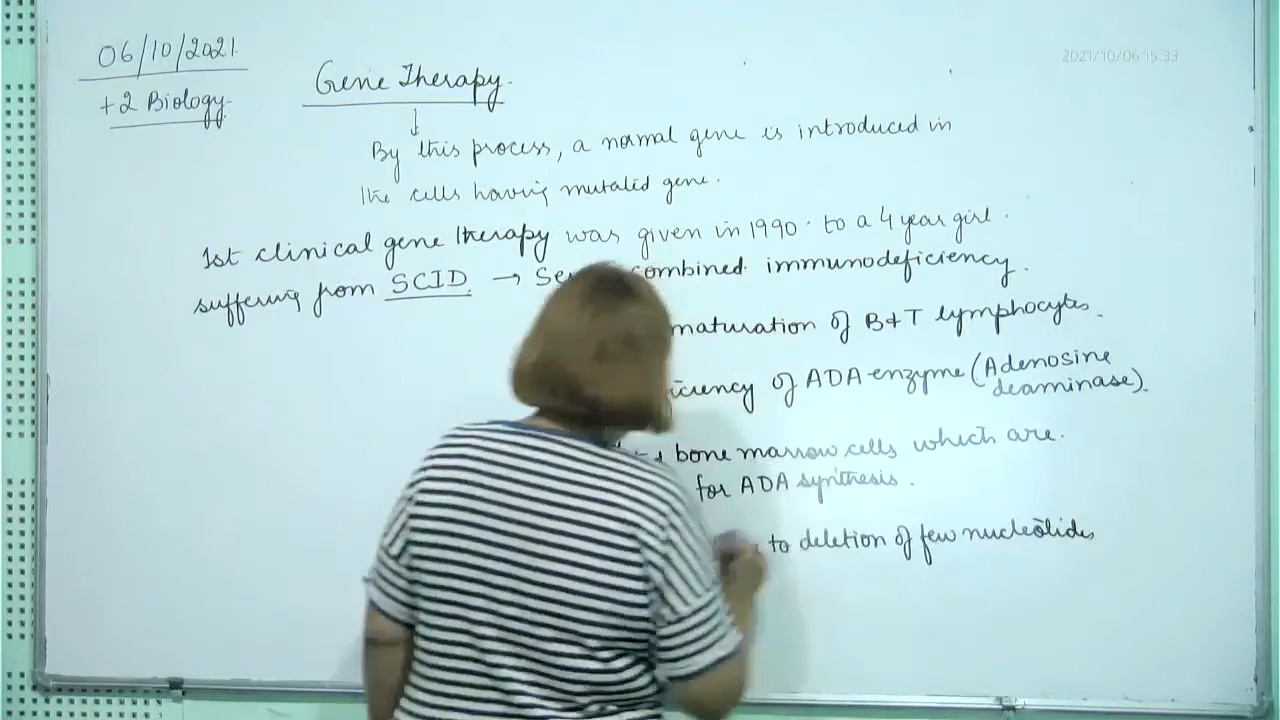 06/10/2021.
2021/10/06 15:33
+2 Biology
Gene Therapy.
By this process, a normal gene is introduced in
the cells having mutated gene.
1st clinical gene therapy was given in 1990. to a 4 year girl.
suffering from SCID → combined immunodeficiency.
maturation of B&T lymphocytes.
of ADA enzyme (Adenosine
deaminase).
bone marrow cells which are.
for ADA synthesis.
to deletion of few nucleotides